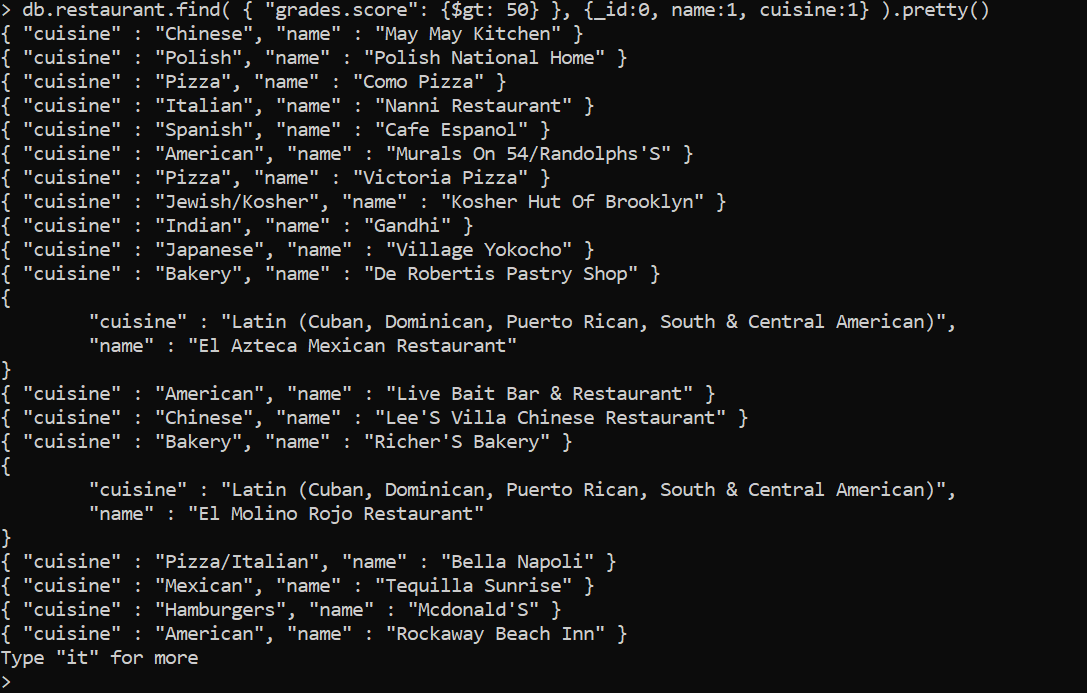 > db.restaurant.find( { "grades.score": {$gt: 50} }, {_id:0, name:1, cuisine:1} ).pretty()
{ "cuisine" : "Chinese", "name" : "May May Kitchen" }
{ "cuisine" : "Polish", "name" : "Polish National Home" }
{ "cuisine" : "Pizza", "name" : "Como Pizza" }
{ "cuisine" : "Italian", "name" : "Nanni Restaurant" }
{ "cuisine" : "Spanish", "name" : "Cafe Espanol" }
{ "cuisine" : "American", "name" : "Murals On 54/Randolphs'S" }
{ "cuisine" : "Pizza", "name" : "Victoria Pizza" }
{ "cuisine" : "Jewish/Kosher", "name" : "Kosher Hut Of Brooklyn" }
{ "cuisine" : "Indian", "name" : "Gandhi" }
{ "cuisine" : "Japanese", "name" : "Village Yokocho" }
{ "cuisine" : "Bakery", "name" : "De Robertis Pastry Shop" }
{
        "cuisine" : "Latin (Cuban, Dominican, Puerto Rican, South & Central American)",
        "name" : "El Azteca Mexican Restaurant"
}
{ "cuisine" : "American", "name" : "Live Bait Bar & Restaurant" }
{ "cuisine" : "Chinese", "name" : "Lee'S Villa Chinese Restaurant" }
{ "cuisine" : "Bakery", "name" : "Richer'S Bakery" }
{
        "cuisine" : "Latin (Cuban, Dominican, Puerto Rican, South & Central American)",
        "name" : "El Molino Rojo Restaurant"
}
{ "cuisine" : "Pizza/Italian", "name" : "Bella Napoli" }
{ "cuisine" : "Mexican", "name" : "Tequilla Sunrise" }
{ "cuisine" : "Hamburgers", "name" : "Mcdonald'S" }
{ "cuisine" : "American", "name" : "Rockaway Beach Inn" }
Type "it" for more
>